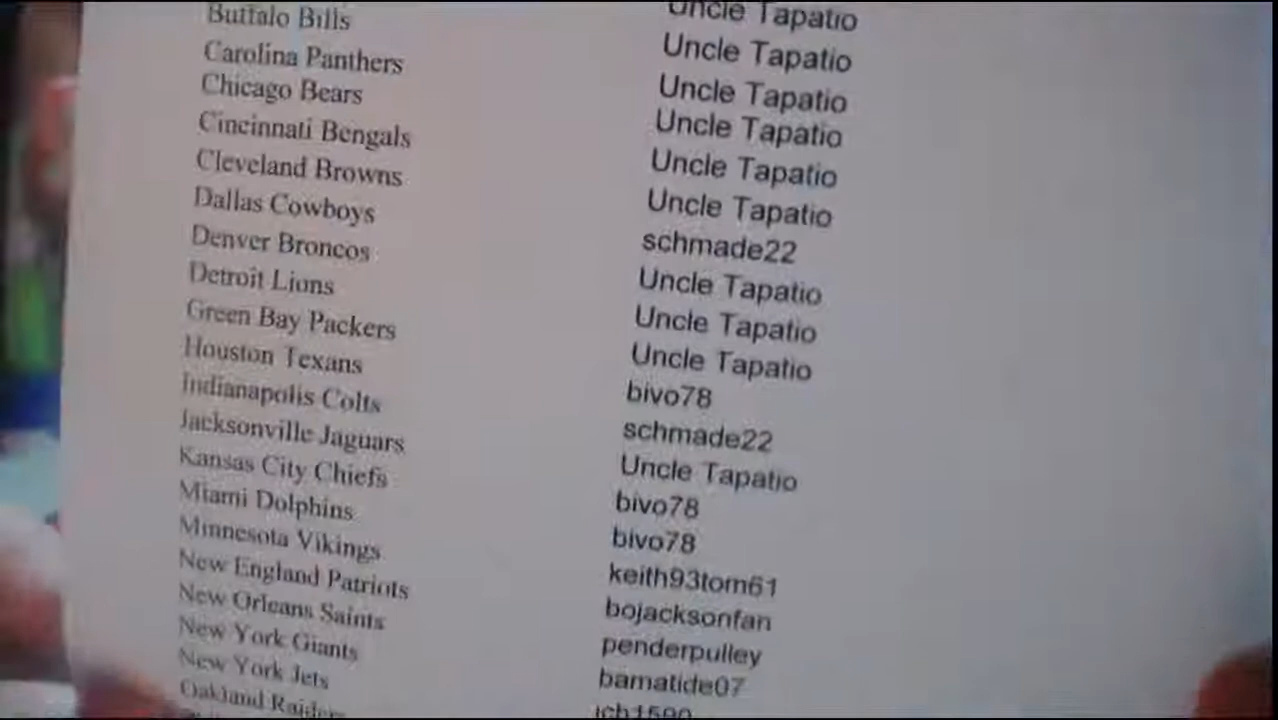 Uncle Tapatio
Buffalo Bills Uncle Tapatio
Carolina Panthers Uncle Tapatio
Chicago Bears Uncle Tapatio
Cincinnati Bengals Uncle Tapatio
Cleveland Browns Uncle Tapatio
Dallas Cowboys schmade22
Denver Broncos Uncle Tapatio
Detroit Lions Uncle Tapatio
Green Bay Packers Uncle Tapatio
Houston Texans bivo78
Indianapolis Colts schmade22
Jacksonville Jaguars Uncle Tapatio
Kansas City Chiefs bivo78
Miami Dolphins bivo78
Minnesota Vikings keith93tom61
New England Patriots bojacksonfan
New Orleans Saints penderpulley
New York Giants bamatide07
New York Jets
Oakland Raiders